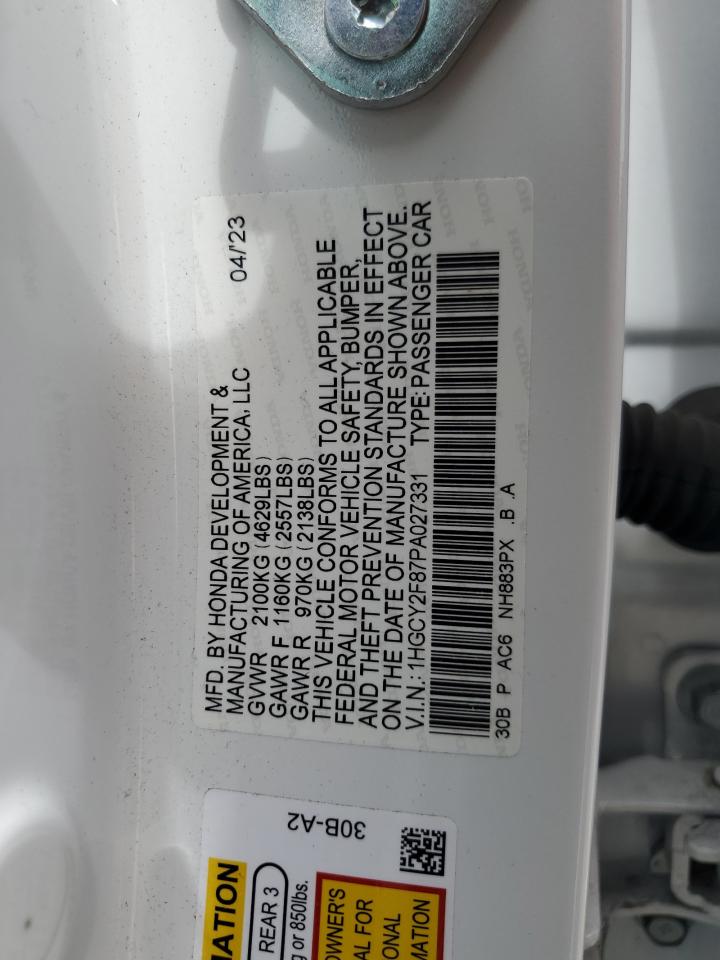 MFD. BY HONDA DEVELOPMENT &
MANUFACTURING OF AMERICA, LLC 04/'23
GVWR 2100KG (4629LBS)
GAWR F 1160KG (2557LBS)
GAWR R 970KG (2138LBS)
THIS VEHICLE CONFORMS TO ALL APPLICABLE
FEDERAL MOTOR VEHICLE SAFETY, BUMPER,
AND THEFT PREVENTION STANDARDS IN EFFECT
ON THE DATE OF MANUFACTURE SHOWN ABOVE.
V.I.N.: 1HGCY2F87PA027331 TYPE: PASSENGER CAR
30B P AC6 NH883PX .B .A
30B-A2
MATION
REAR 3
g or 850lbs.
OWNER'S
AL FOR
IONAL
MATION